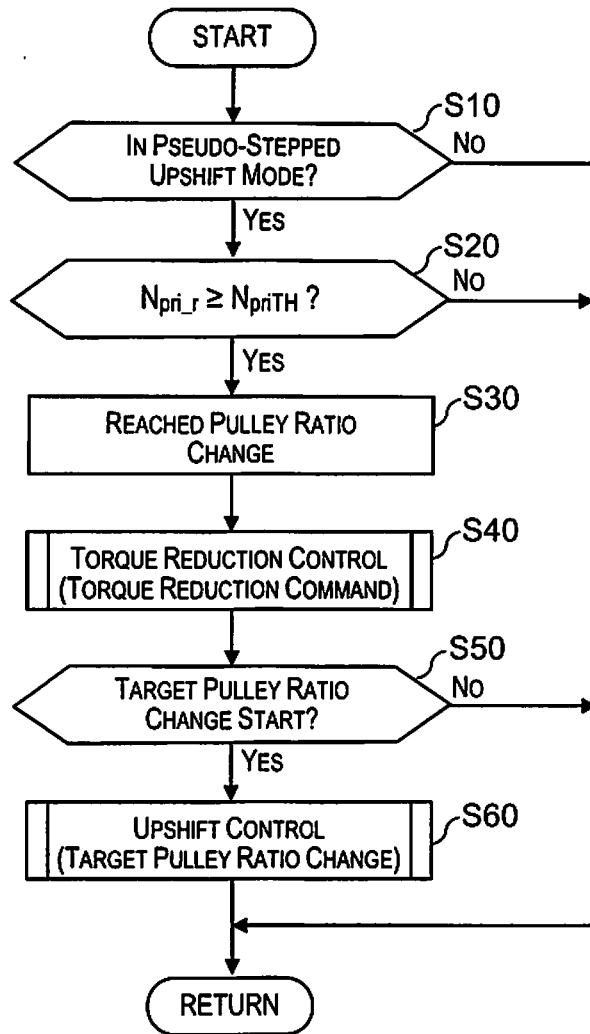 START
S10
IN PSEUDO-STEPPED
UPSHIFT MODE?
NO
YES
S20
Npri_r ≥ NpriTH ?
NO
YES
S30
REACHED PULLEY RATIO
CHANGE
S40
TORQUE REDUCTION CONTROL
(TORQUE REDUCTION COMMAND)
S50
TARGET PULLEY RATIO
CHANGE START?
NO
YES
S60
UPSHIFT CONTROL
(TARGET PULLEY RATIO CHANGE)
RETURN